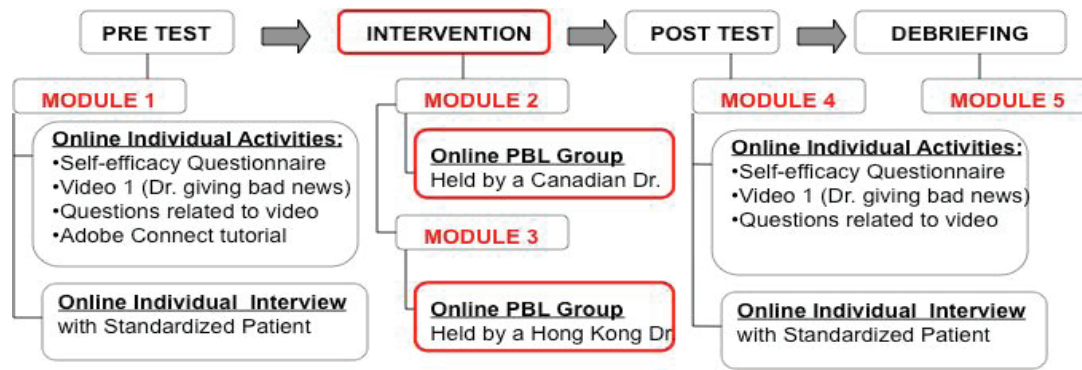 PRE TEST
INTERVENTION
POST TEST
DEBRIEFING
MODULE 1
Online Individual Activities:
•Self-efficacy Questionnaire
•Video 1 (Dr. giving bad news)
•Questions related to video
•Adobe Connect tutorial
Online Individual Interview
with Standardized Patient
MODULE 2
Online PBL Group
Held by a Canadian Dr.
MODULE 3
Online PBL Group
Held by a Hong Kong Dr.
MODULE 4
Online Individual Activities:
•Self-efficacy Questionnaire
•Video 1 (Dr. giving bad news)
•Questions related to video
Online Individual Interview
with Standardized Patient
MODULE 5